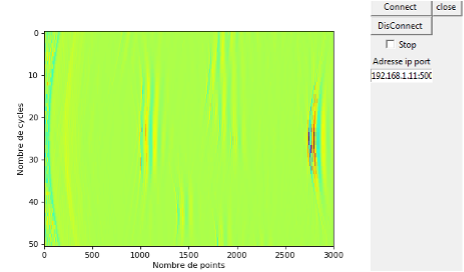 Connect close
DisConnect
Stop
Adresse ip port
192.168.1.11:500
0
10
20
30
40
50
Nombre de cycles
0 500 1000 1500 2000 2500 3000
Nombre de points